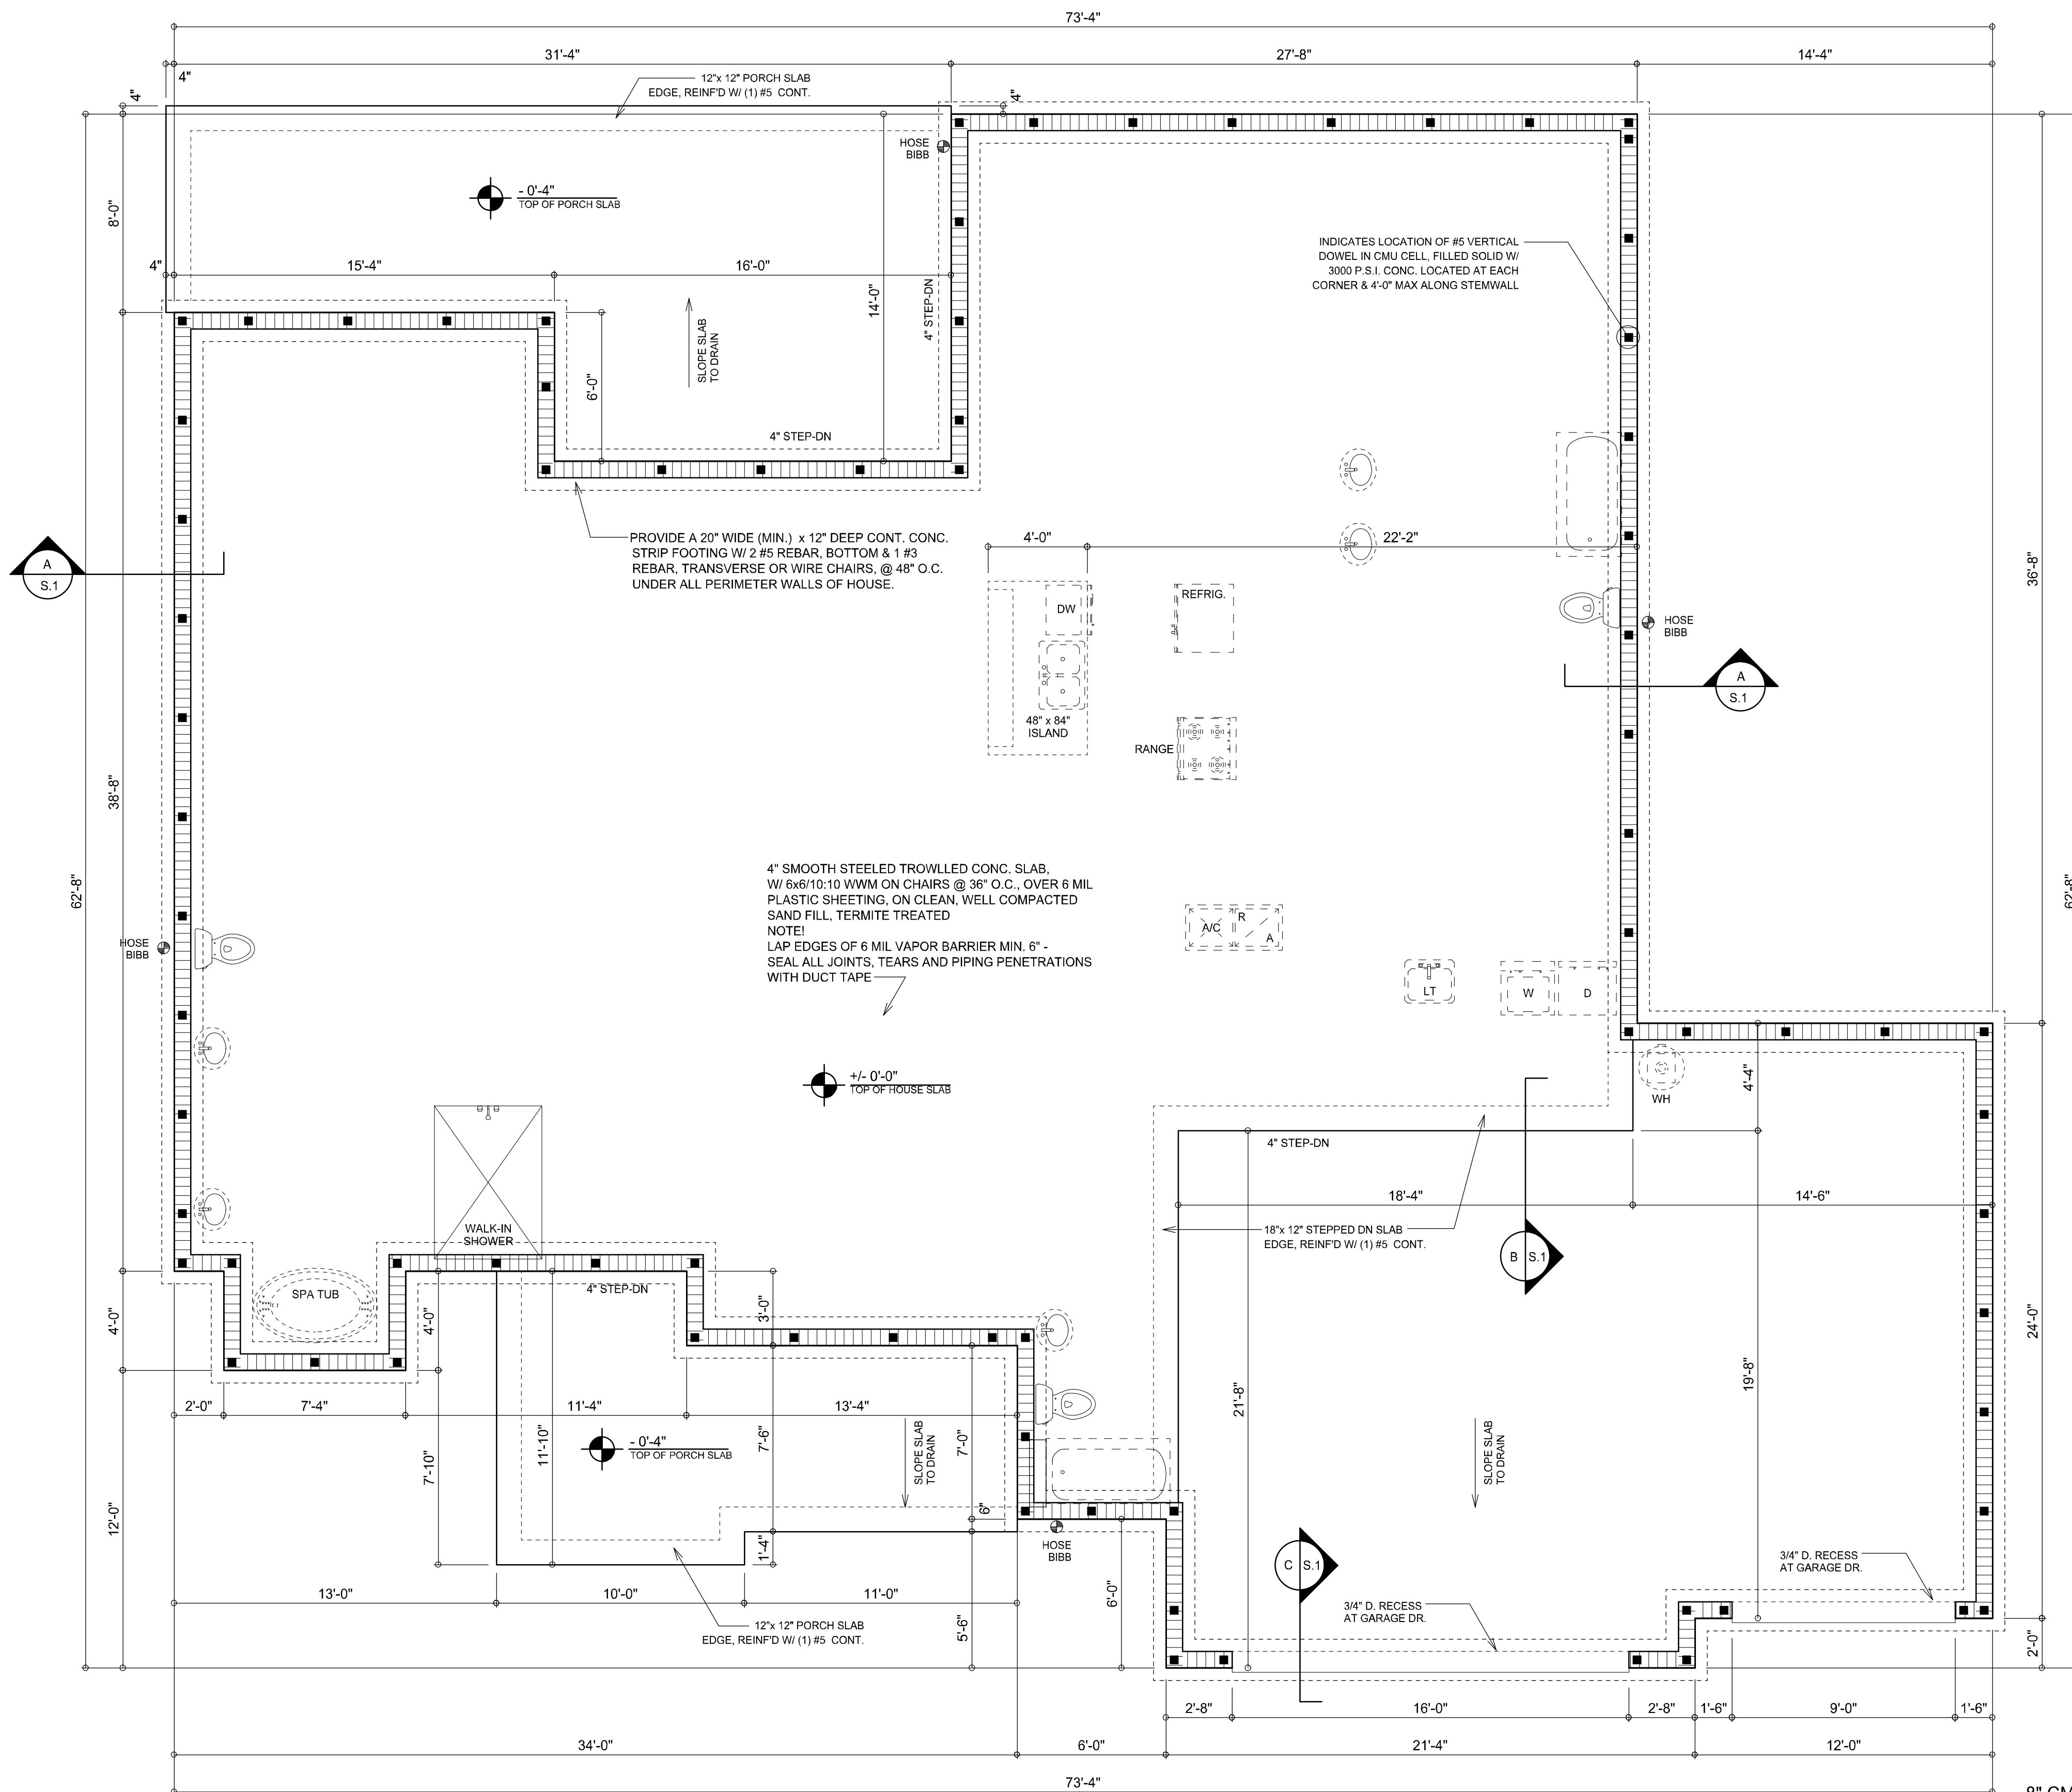 73'-4"
31'-4"
27'-8"
14'-4"
4"
4"
12"x 12" PORCH SLAB
EDGE, REINF'D W/ (1) #5  CONT.
4"
HOSE
BIBB
- 0'-4"
TOP OF PORCH SLAB
8'-0"
INDICATES LOCATION OF #5 VERTICAL
DOWEL IN CMU CELL, FILLED SOLID W/
3000 P.S.I. CONC. LOCATED AT EACH
CORNER & 4'-0" MAX ALONG STEMWALL
4"
15'-4"
16'-0"
14'-0"
4" STEP-DN
SLOPE SLAB
TO DRAIN
6'-0"
4" STEP-DN
PROVIDE A 20" WIDE (MIN.)  x 12" DEEP CONT. CONC.
STRIP FOOTING W/ 2 #5 REBAR, BOTTOM & 1 #3
REBAR, TRANSVERSE OR WIRE CHAIRS, @ 48" O.C.
UNDER ALL PERIMETER WALLS OF HOUSE.
A
S.1
4'-0"
22'-2"
36'-8"
DW
REFRIG.
HOSE
BIBB
A
S.1
48" x 84"
ISLAND
RANGE
38'-8"
62'-8"
62'-8"
4" SMOOTH STEELED TROWLLED CONC. SLAB,
W/ 6x6/10:10 WWM ON CHAIRS @ 36" O.C., OVER 6 MIL
PLASTIC SHEETING, ON CLEAN, WELL COMPACTED
SAND FILL, TERMITE TREATED
NOTE!
LAP EDGES OF 6 MIL VAPOR BARRIER MIN. 6" -
SEAL ALL JOINTS, TEARS AND PIPING PENETRATIONS
WITH DUCT TAPE
A/C
R
A
HOSE
BIBB
LT
W
D
+/- 0'-0"
TOP OF HOUSE SLAB
4'-4"
WH
4" STEP-DN
18'-4"
14'-6"
WALK-IN
SHOWER
18"x 12" STEPPED DN SLAB
EDGE, REINF'D W/ (1) #5  CONT.
B
S.1
SPA TUB
4" STEP-DN
4'-0"
4'-0"
3'-0"
24'-0"
21'-8"
19'-8"
2'-0"
7'-4"
11'-4"
13'-4"
- 0'-4"
TOP OF PORCH SLAB
7'-10"
11'-10"
7'-6"
SLOPE SLAB
TO DRAIN
7'-0"
SLOPE SLAB
TO DRAIN
12'-0"
6"
1'-4"
HOSE
BIBB
C
S.1
3/4" D. RECESS
AT GARAGE DR.
13'-0"
10'-0"
11'-0"
6'-0"
3/4" D. RECESS
AT GARAGE DR.
12"x 12" PORCH SLAB
EDGE, REINF'D W/ (1) #5  CONT.
5'-6"
2'-0"
2'-8"
16'-0"
2'-8"
1'-6"
9'-0"
1'-6"
34'-0"
6'-0"
21'-4"
12'-0"
73'-4"